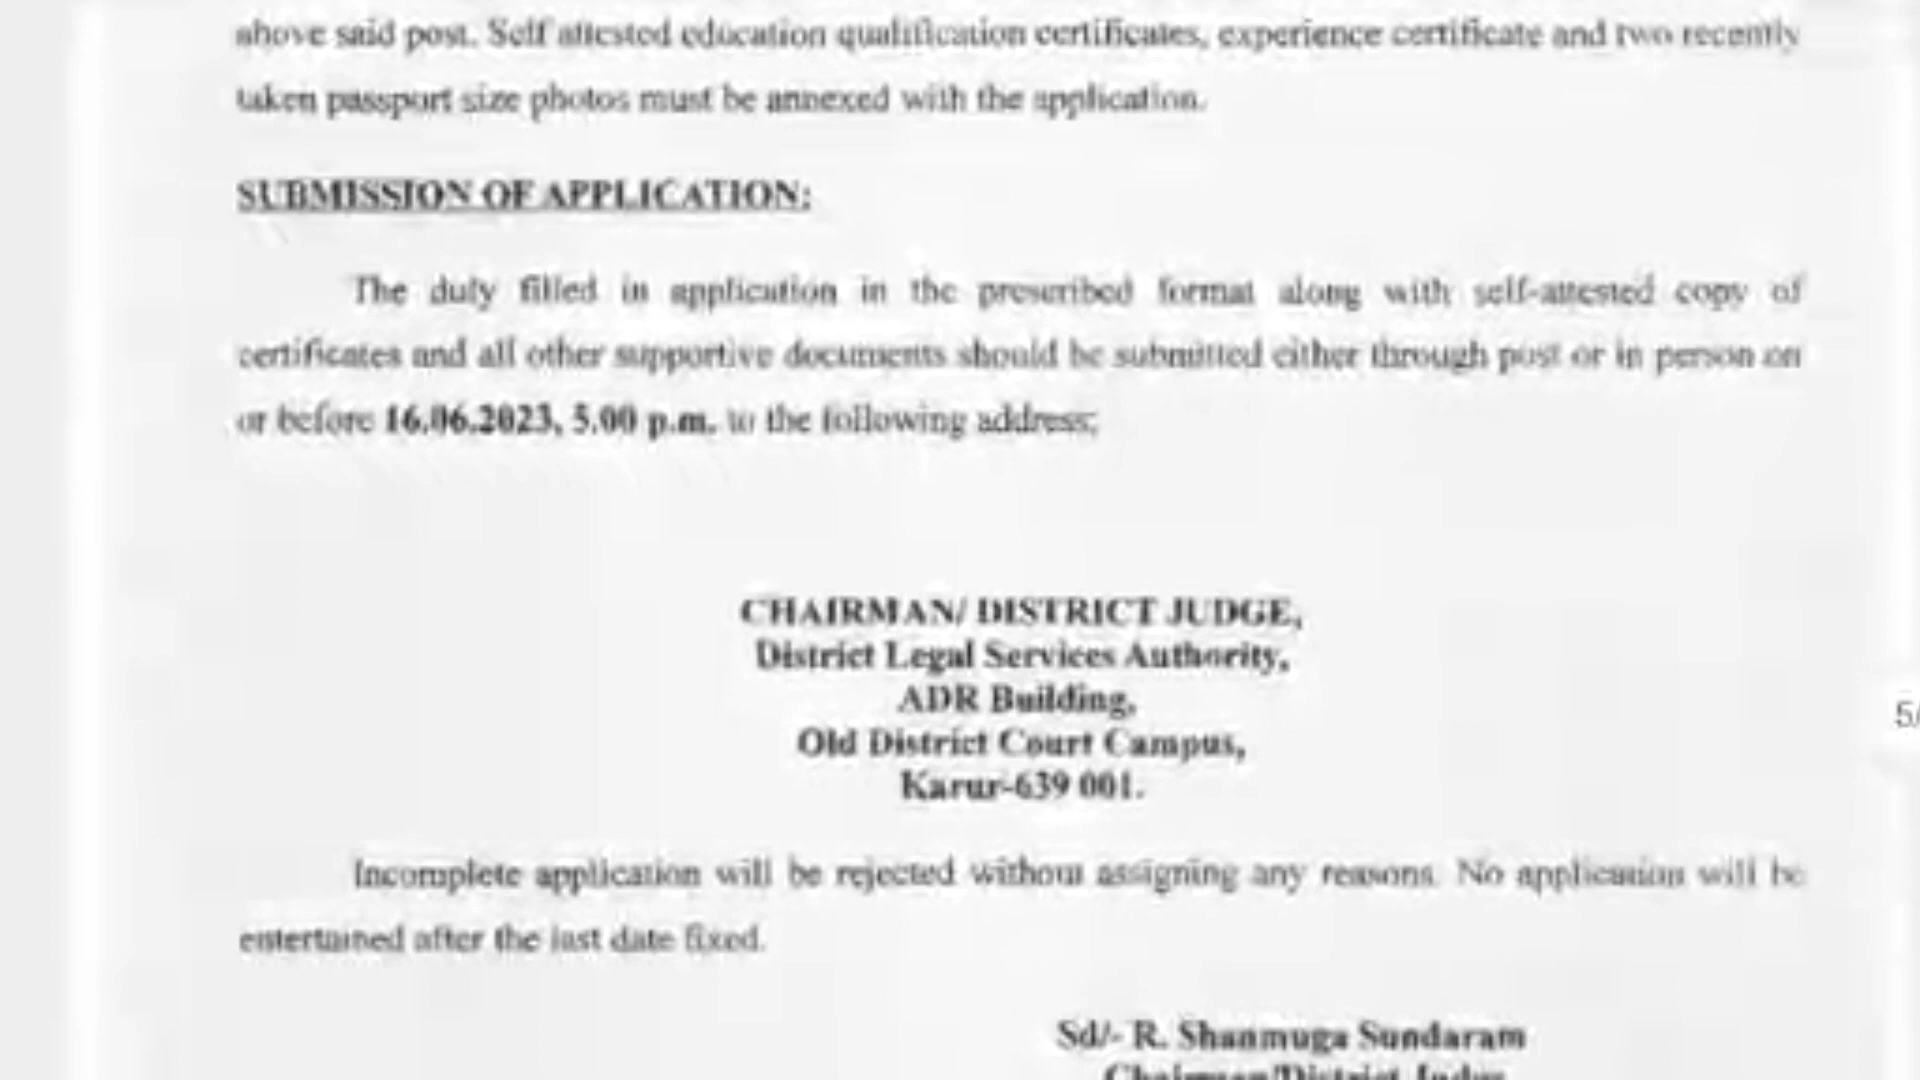 above said post. Self attested education qualification certificates, experience certificate and two recently
taken passport size photos must be annexed with the application.
SUBMISSION OF APPLICATION:
The duly filled in application in the prescribed format along with self-attested copy of
certificates and all other supportive documents should be submitted either through post or in person on
or before 16.06.2023, 5.00 p.m. to the following address;
CHAIRMAN/ DISTRICT JUDGE,
District Legal Services Authority,
ADR Building,
Old District Court Campus,
Karur-639 001.
5/
Incomplete application will be rejected without assigning any reasons. No application will be
entertained after the last date fixed.
Sd/- R. Shanmuga Sundaram
Chairman/District Judge